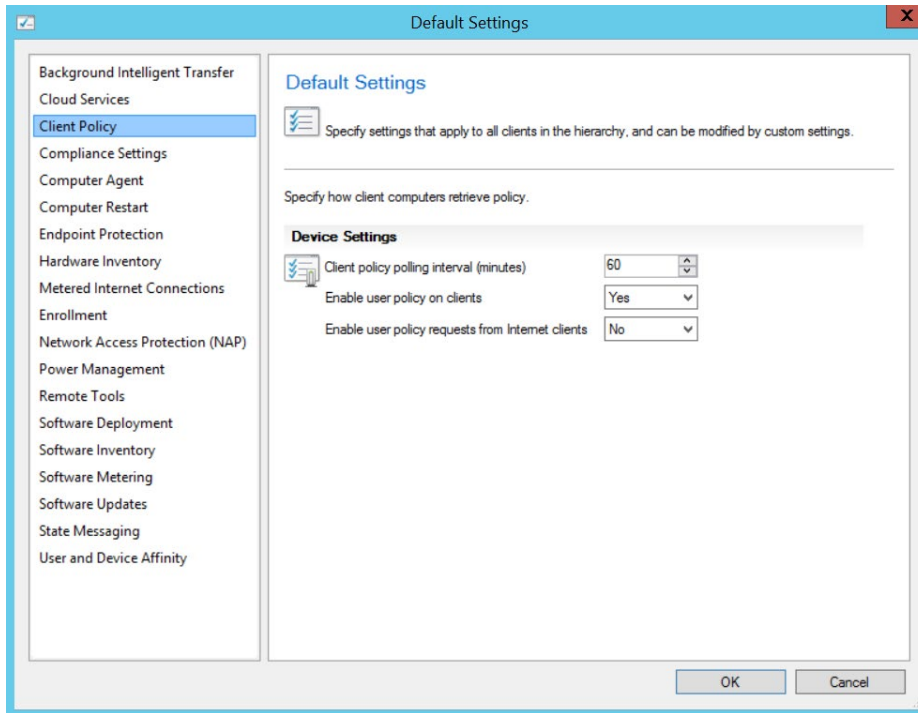 Default Settings
X
Background Intelligent Transfer
Cloud Services
Client Policy
Compliance Settings
Computer Agent
Computer Restart
Endpoint Protection
Hardware Inventory
Metered Internet Connections
Enrollment
Network Access Protection (NAP)
Power Management
Remote Tools
Software Deployment
Software Inventory
Software Metering
Software Updates
State Messaging
User and Device Affinity
Default Settings
Specify settings that apply to all clients in the hierarchy, and can be modified by custom settings.
Specify how client computers retrieve policy.
Device Settings
Client policy polling interval (minutes) 60
Enable user policy on clients Yes
Enable user policy requests from Internet clients No
OK Cancel